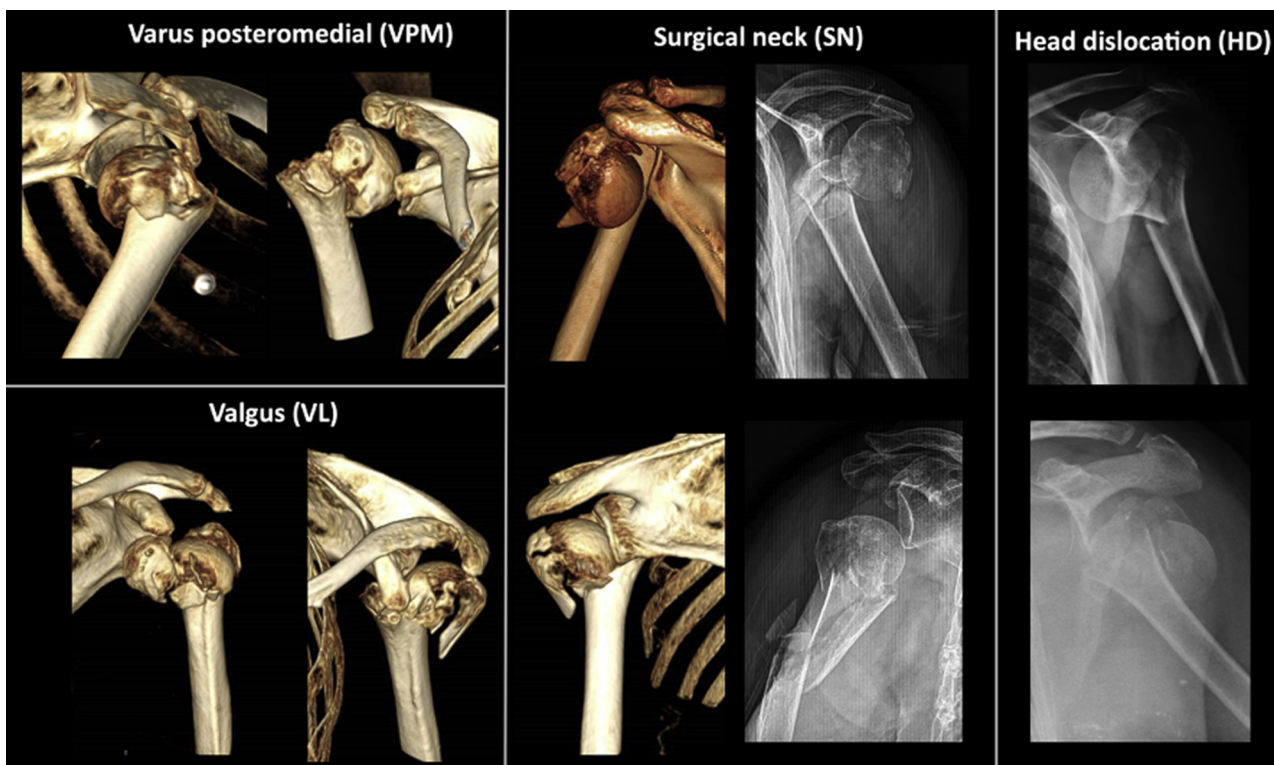 Varus posteromedial (VPM)
Surgical neck (SN)
Head dislocation (HD)
Valgus (VL)